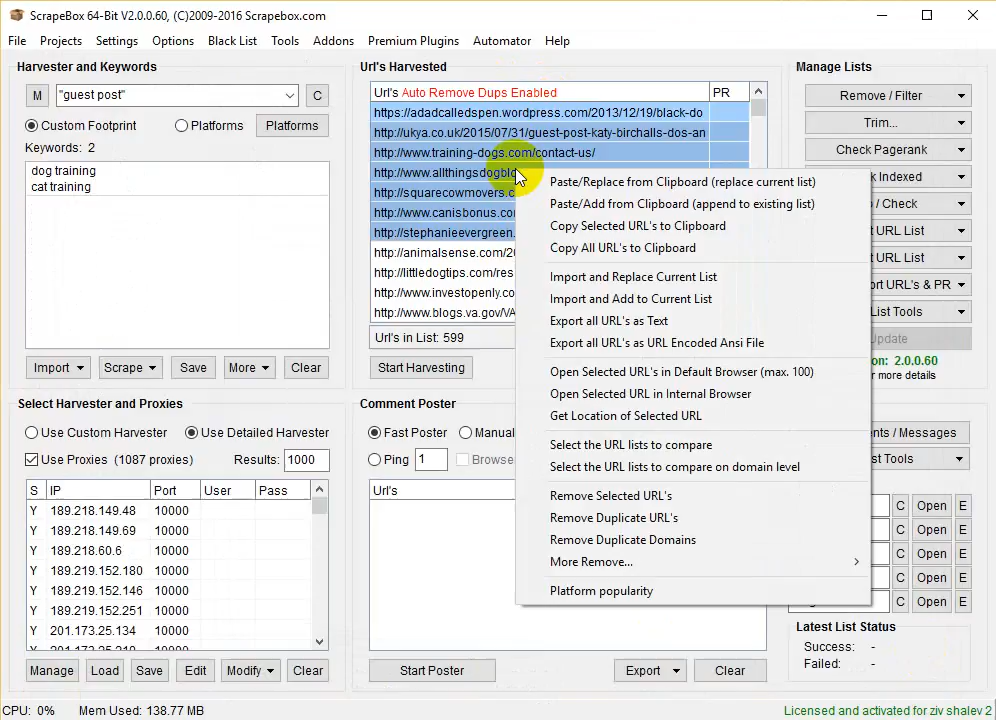 ScrapeBox 64-Bit V2.0.0.60, (C)2009-2016 Scrapebox.com
File Projects Settings Options Black List Tools Addons Premium Plugins Automator Help
Harvester and Keywords
M "guest post" C
Custom Footprint Platforms Platforms
Keywords: 2
dog training
cat training
Import Scrape Save More Clear
Url's Harvested
Url's Auto Remove Dups Enabled PR
https://adadcalledspen.wordpress.com/2013/12/19/black-do
http://ukya.co.uk/2015/07/31/guest-post-katy-birchalls-dos-an
http://www.training-dogs.com/contact-us/
http://www.allthingsdogblo
http://squarecowmovers.c
http://www.canisbonus.co
http://stephanieevergreen.
http://animalsense.com/20
http://littledogtips.com/res
http://www.investopenly.co
http://www.blogs.va.gov/VA
Url's in List: 599
Start Harvesting
Manage Lists
Remove / Filter
Trim...
Check Pagerank
k Indexed
/ Check
URL List
URL List
ort URL's & PR
List Tools
Update
on: 2.0.0.60
r more details
Paste/Replace from Clipboard (replace current list)
Paste/Add from Clipboard (append to existing list)
Copy Selected URL's to Clipboard
Copy All URL's to Clipboard
Import and Replace Current List
Import and Add to Current List
Export all URL's as Text
Export all URL's as URL Encoded Ansi File
Open Selected URL's in Default Browser (max. 100)
Open Selected URL in Internal Browser
Get Location of Selected URL
Select the URL lists to compare
Select the URL lists to compare on domain level
Remove Selected URL's
Remove Duplicate URL's
Remove Duplicate Domains
More Remove...
Platform popularity
Select Harvester and Proxies
Use Custom Harvester Use Detailed Harvester
Use Proxies (1087 proxies) Results: 1000
S IP Port User Pass
Y 189.218.149.48 10000
Y 189.218.149.69 10000
Y 189.218.60.6 10000
Y 189.219.152.180 10000
Y 189.219.152.146 10000
Y 189.219.152.251 10000
Y 201.173.25.134 10000
Manage Load Save Edit Modify Clear
Comment Poster
Fast Poster Manual
Ping 1 Browse
Url's
Start Poster Export Clear
nts / Messages
st Tools
C Open E
C Open E
C Open E
C Open E
C Open E
Latest List Status
Success: -
Failed: -
CPU: 0% Mem Used: 138.77 MB
Licensed and activated for ziv shalev 2